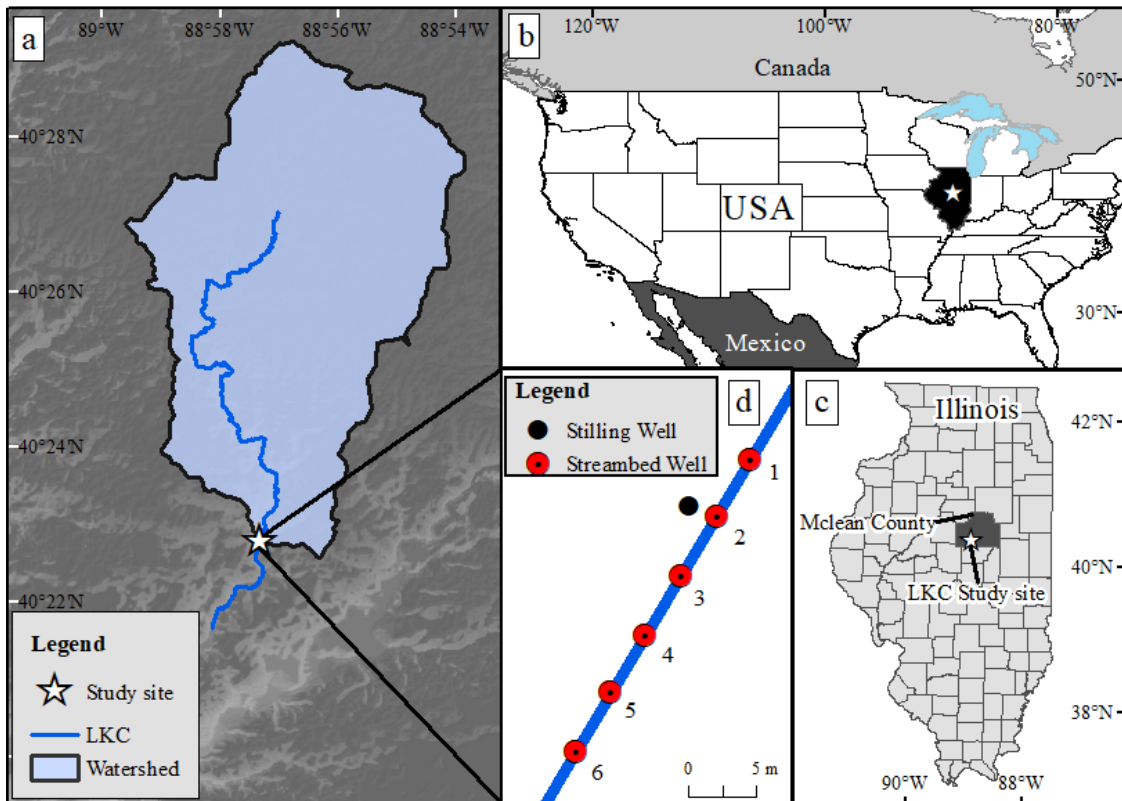 a
89°W
88°58'W
88°56'W
88°54'W
40°28'N
40°26'N
40°24'N
40°22'N
Legend
Study site
LKC
Watershed
b
120°W
100°W
80°W
Canada
50°N
USA
30°N
Mexico
Legend
Stilling Well
Streambed Well
d
1
2
3
4
5
6
0 5 m
c
Illinois
42°N
Mclean County
40°N
LKC Study site
38°N
90°W
88°W